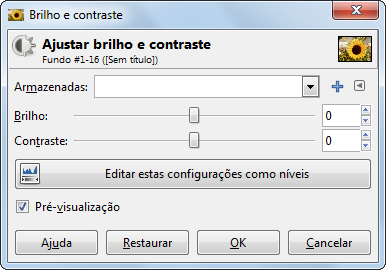 Brilho e contraste
Ajustar brilho e contraste
Fundo #1-16 ([Sem título])
Armazenadas:
Brilho: 0
Contraste: 0
Editar estas configurações como níveis
Pré-visualização
Ajuda Restaurar OK Cancelar